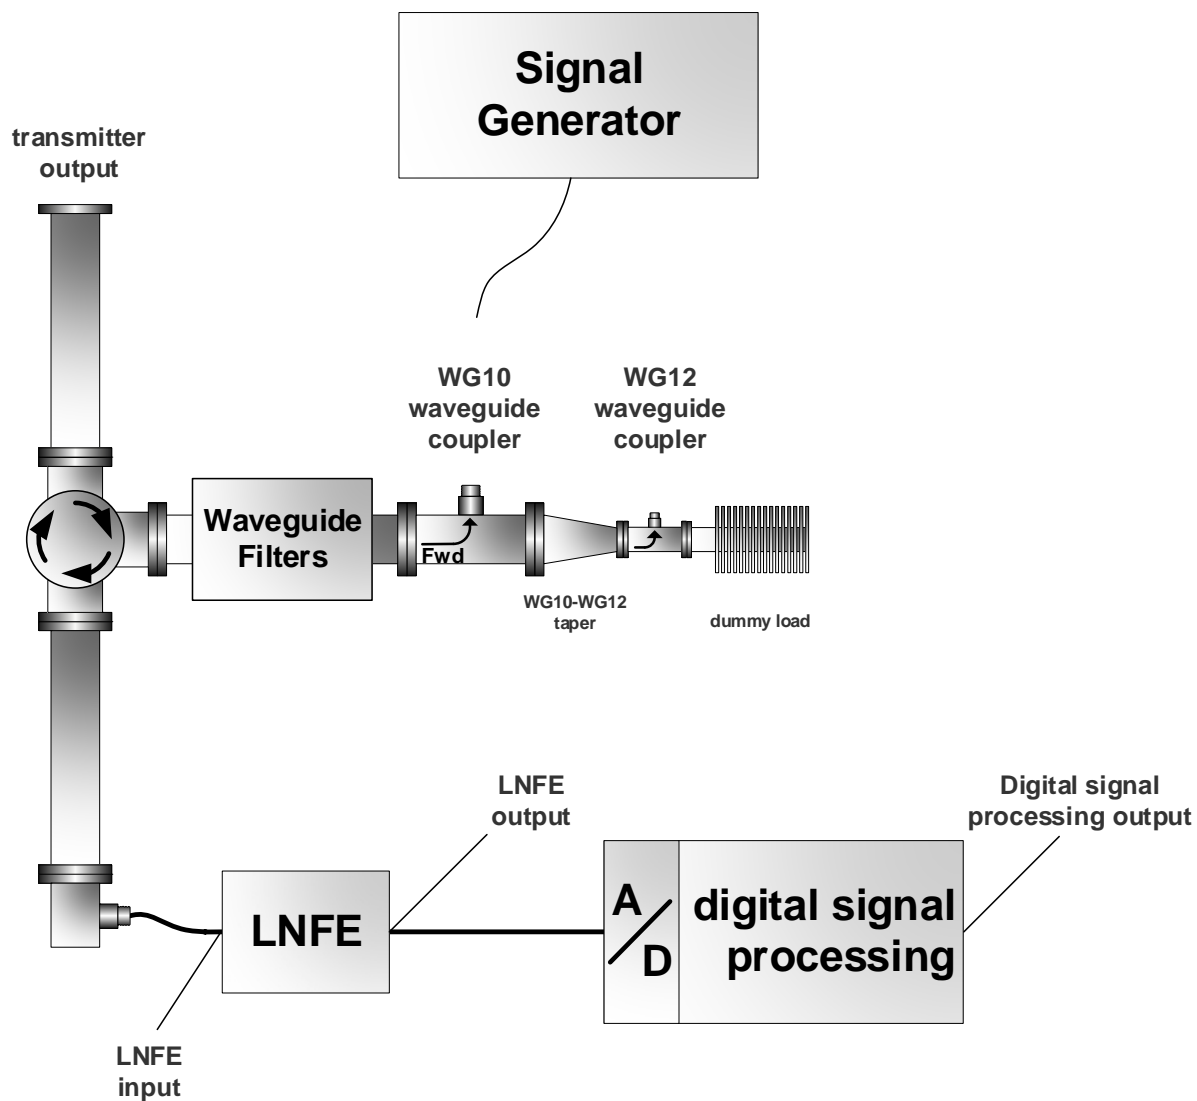 Signal
Generator
transmitter
output
WG10
waveguide
coupler
WG12
waveguide
coupler
Waveguide
Filters
Fwd
WG10-WG12
taper
dummy load
LNFE
output
Digital signal
processing output
LNFE
A
D
digital signal
processing
LNFE
input